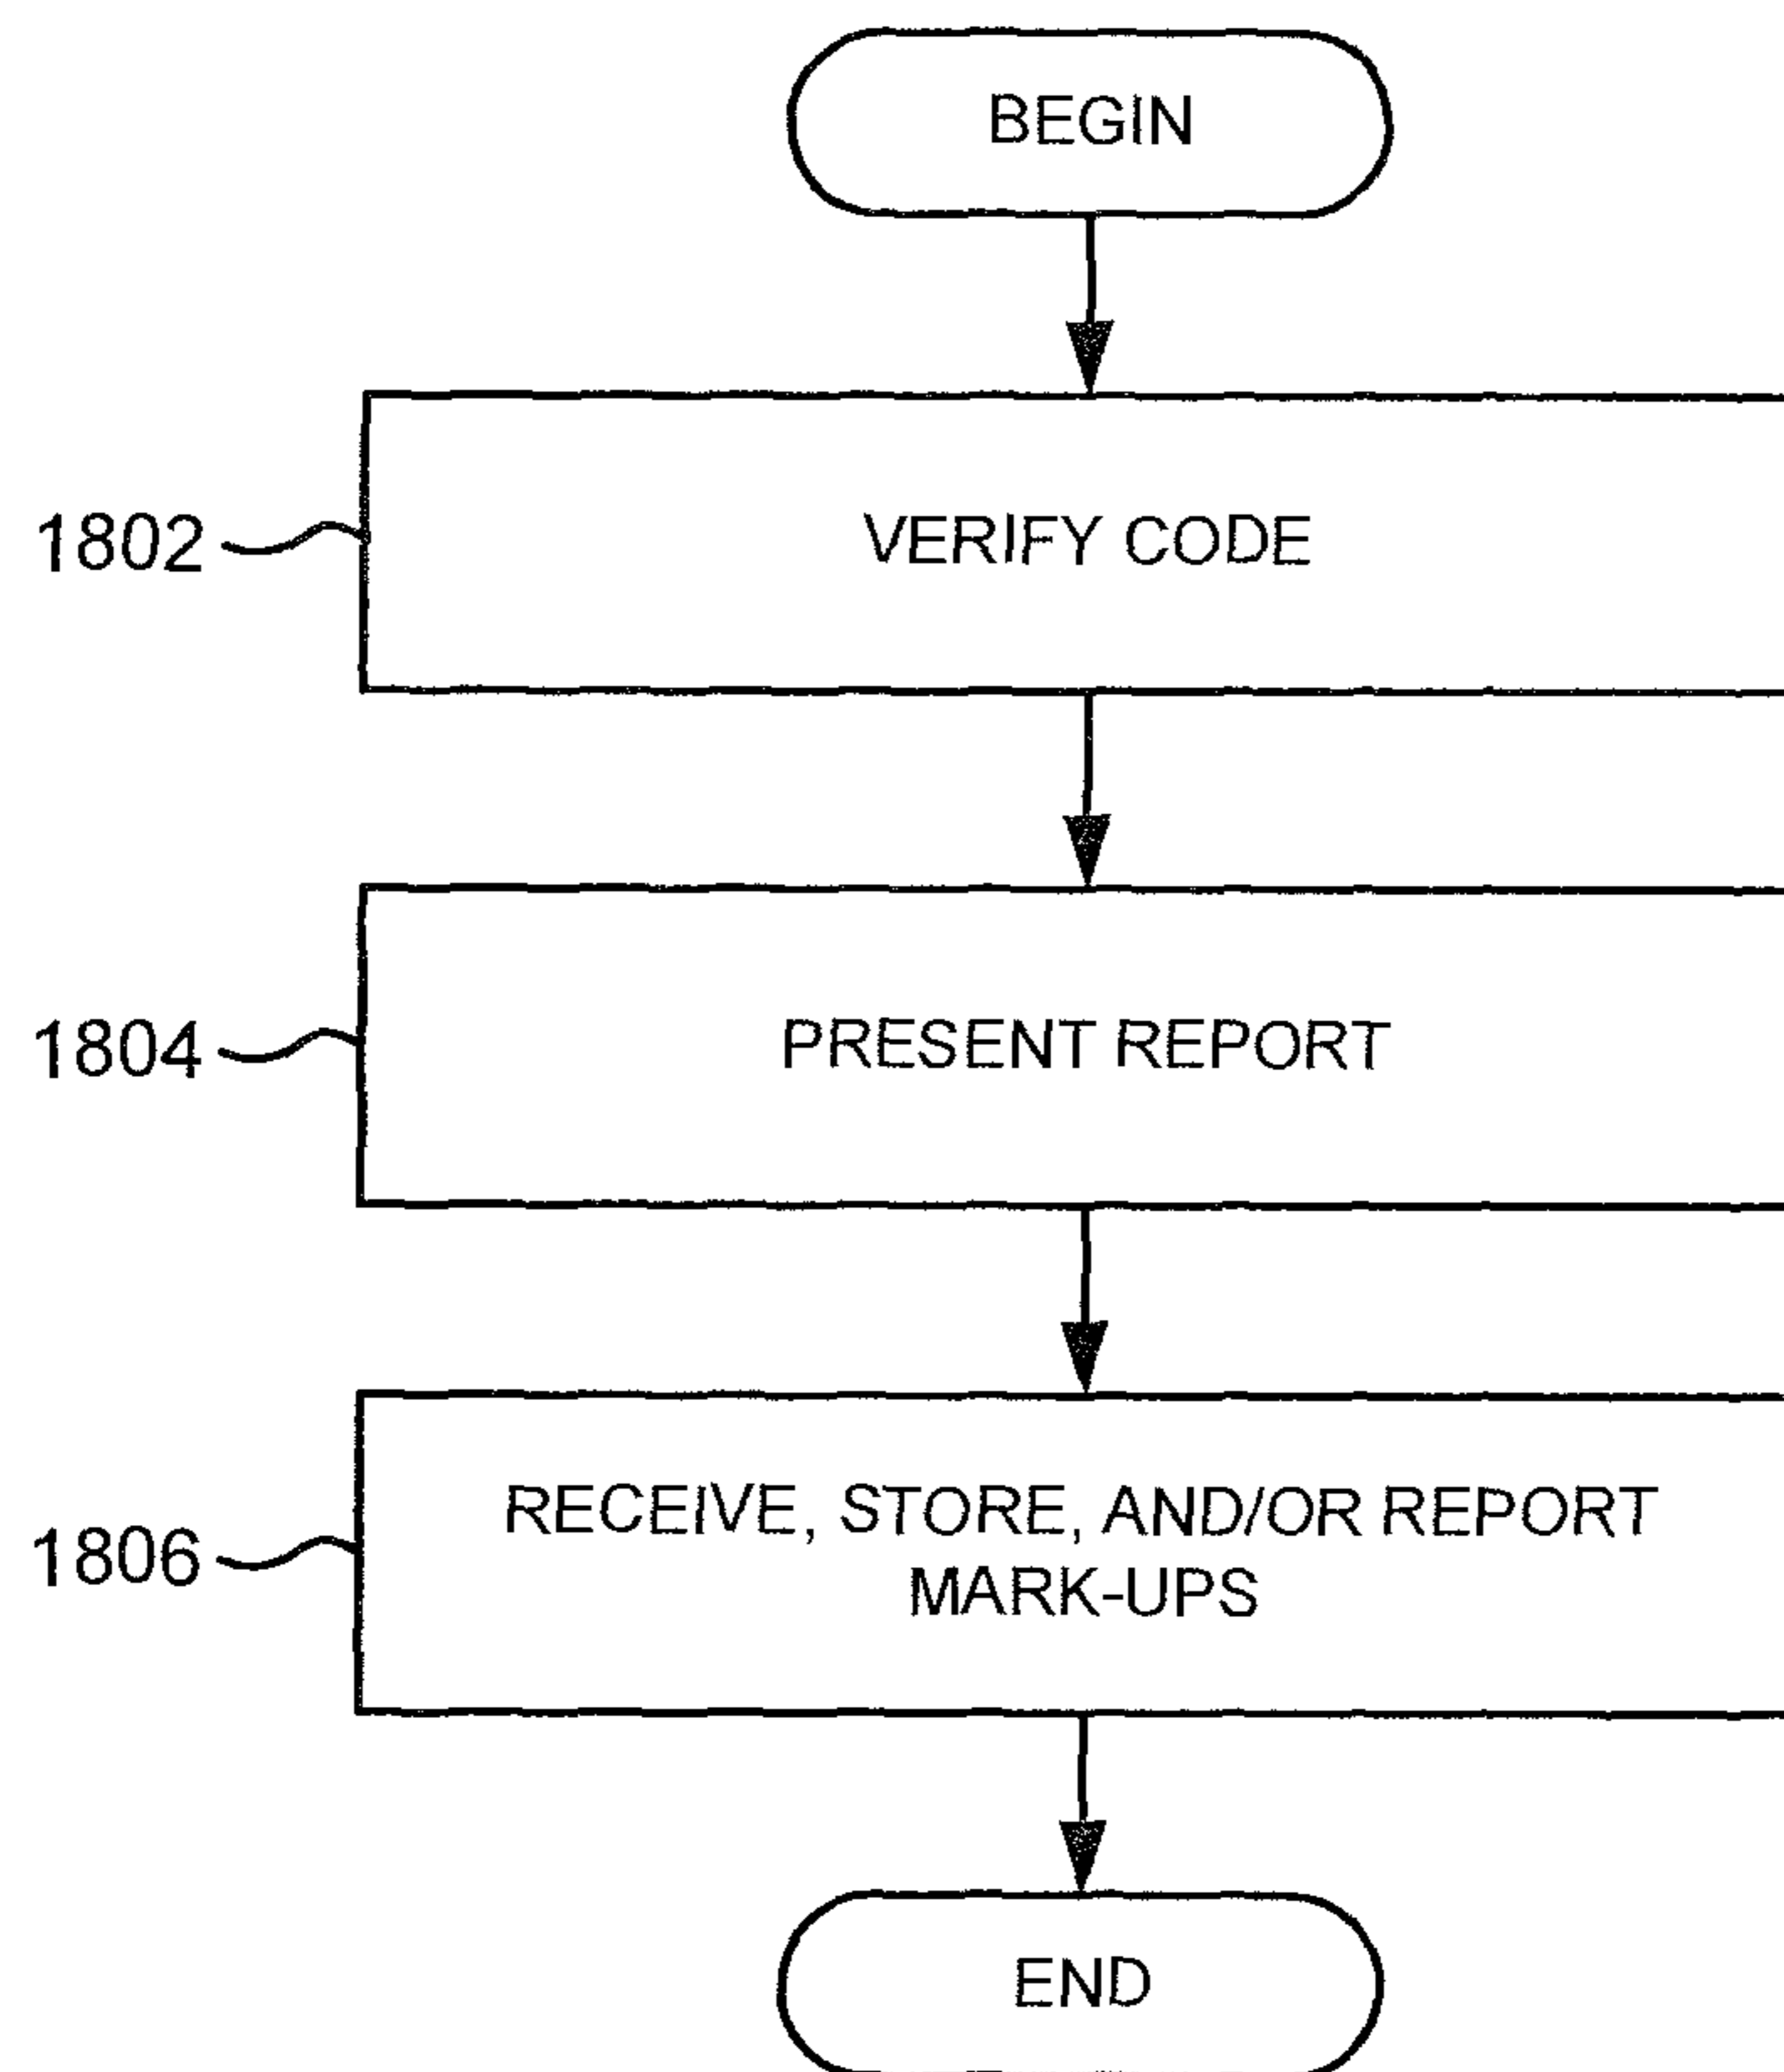 BEGIN
1802
VERIFY CODE
1804
PRESENT REPORT
1806
RECEIVE, STORE, AND/OR REPORT
MARK-UPS
END